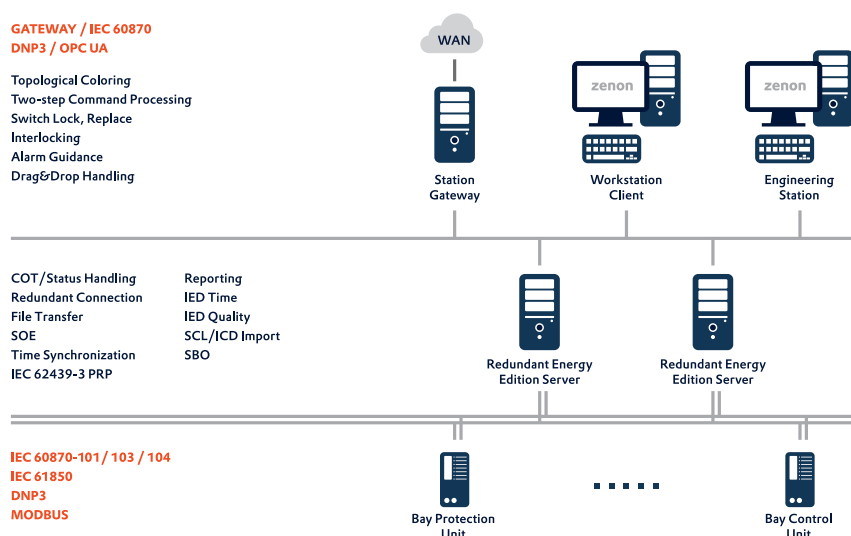 GATEWAY / IEC 60870
DNP3 / OPC UA
Topological Coloring
Two-step Command Processing
Switch Lock, Replace
Interlocking
Alarm Guidance
Drag&Drop Handling
WAN
zenon
zenon
Station
Gateway
Workstation
Client
Engineering
Station
COT/Status Handling
Redundant Connection
File Transfer
SOE
Time Synchronization
IEC 62439-3 PRP
Reporting
IED Time
IED Quality
SCL/ICD Import
SBO
Redundant Energy
Edition Server
Redundant Energy
Edition Server
IEC 60870-101 / 103 / 104
IEC 61850
DNP3
MODBUS
Bay Protection
Unit
Bay Control
Unit